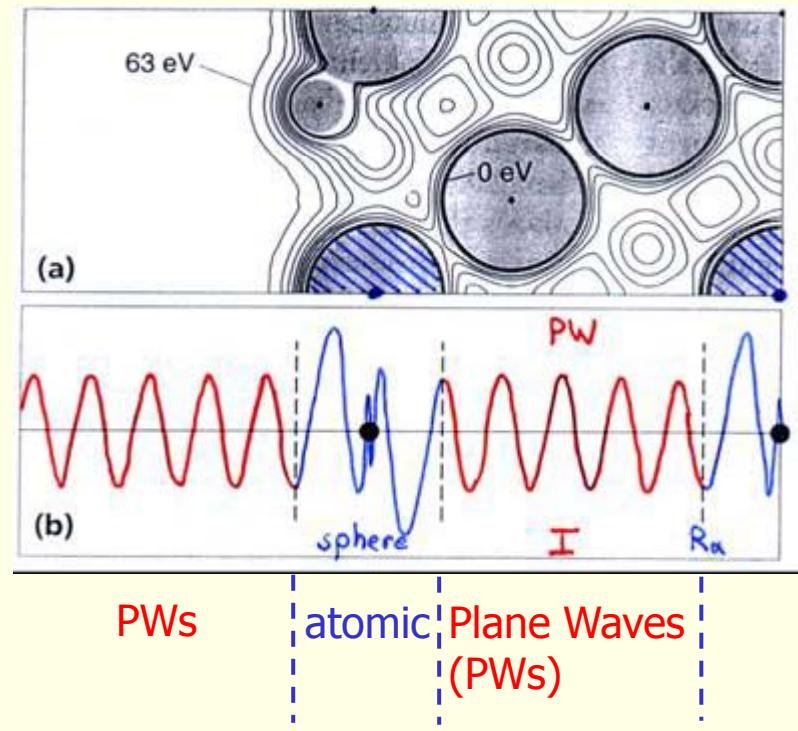 63 eV
0 eV
(a)
PW
(b)
sphere
I
Rα
PWs
atomic
Plane Waves
(PWs)